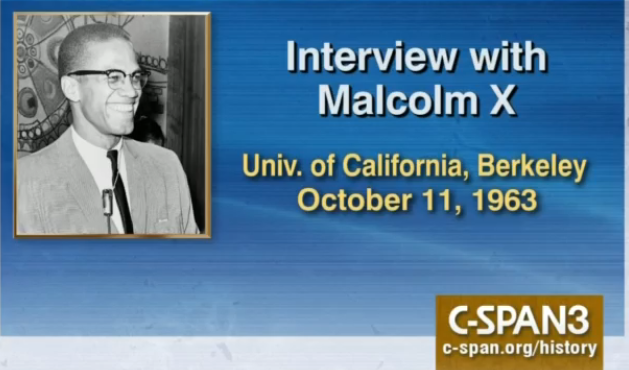 Interview with
Malcolm X
Univ. of California, Berkeley
October 11, 1963
C-SPAN3
c-span.org/history